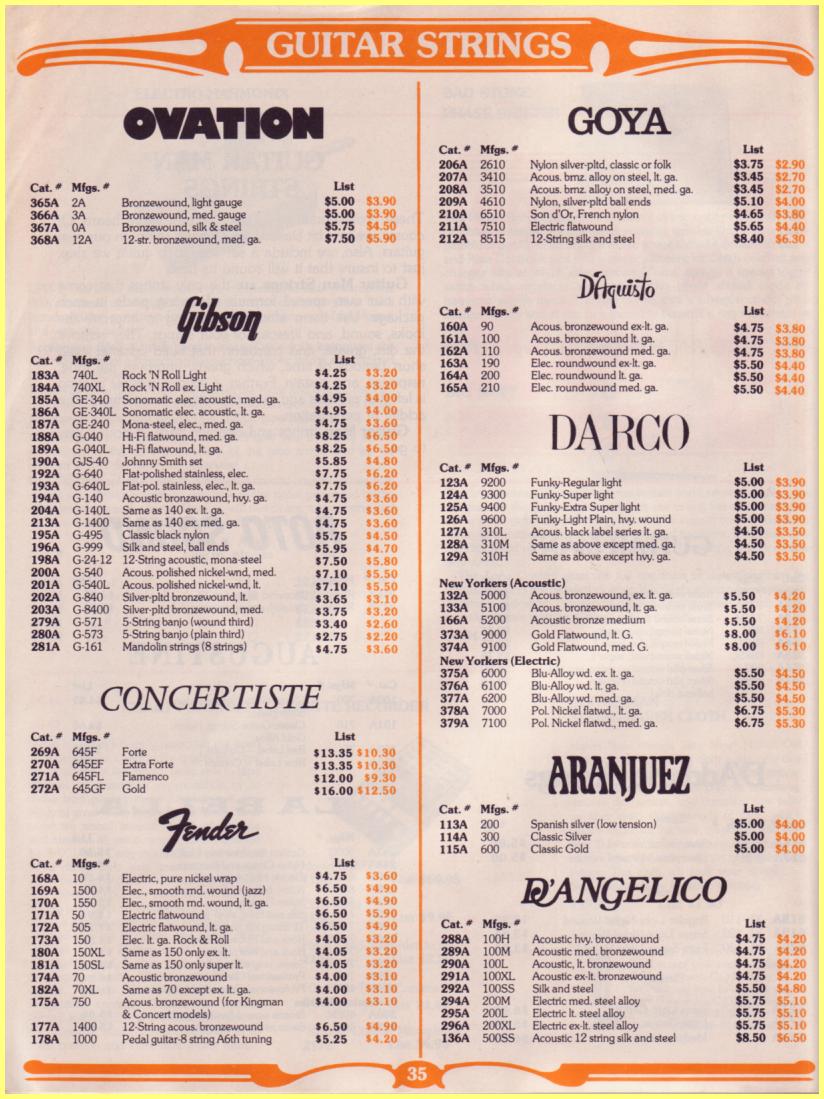 GUITAR STRINGS
OVATION
Cat. # Mfgs. # List
365A 2A Bronzewound, light gauge $5.00 $3.90
366A 3A Bronzewound, med. gauge $5.00 $3.90
367A 0A Bronzewound, silk & steel $5.75 $4.50
368A 12A 12-str. bronzewound, med. ga. $7.50 $5.90
Gibson
Cat. # Mfgs. # List
183A 740L Rock 'N Roll Light $4.25 $3.20
184A 740XL Rock 'N Roll ex. Light $4.25 $3.20
185A GE-340 Sonomatic elec. acoustic, med. ga. $4.95 $4.00
186A GE-340L Sonomatic elec. acoustic, lt. ga. $4.95 $4.00
187A GE-240 Mona-steel, elec., med. ga. $4.75 $3.60
188A G-040 Hi-Fi flatwound, med. ga. $8.25 $6.50
189A G-040L Hi-Fi flatwound, lt. ga. $8.25 $6.50
190A GJS-40 Johnny Smith set $5.85 $4.80
192A G-640 Flat-polished stainless, elec. $7.75 $6.20
193A G-640L Flat-pol. stainless, elec., lt. ga. $7.75 $6.20
194A G-140 Acoustic bronzawound, hvy. ga. $4.75 $3.60
204A G-140L Same as 140 ex. lt. ga. $4.75 $3.60
213A G-1400 Same as 140 ex. med. ga. $4.75 $3.60
195A G-495 Classic black nylon $5.75 $4.50
196A G-999 Silk and steel, ball ends $5.95 $4.70
198A G-24-12 12-String acoustic, mona-steel $7.50 $5.80
200A G-540 Acous. polished nickel-wnd, med. $7.10 $5.50
201A G-540L Acous. polished nickel-wnd, lt. $7.10 $5.50
202A G-840 Silver-pltd bronzewound, lt. $3.65 $3.10
203A G-8400 Silver-pltd bronzewound, med. $3.75 $3.20
279A G-571 5-String banjo (wound third) $3.40 $2.60
280A G-573 5-String banjo (plain third) $2.75 $2.20
281A G-161 Mandolin strings (8 strings) $4.75 $3.60
CONCERTISTE
Cat. # Mfgs. # List
269A 645F Forte $13.35 $10.30
270A 645EF Extra Forte $13.35 $10.30
271A 645FL Flamenco $12.00 $9.30
272A 645GF Gold $16.00 $12.50
Fender
Cat. # Mfgs. # List
168A 10 Electric, pure nickel wrap $4.75 $3.60
169A 1500 Elec., smooth rnd. wound (jazz) $6.50 $4.90
170A 1550 Elec., smooth rnd. wound, lt. ga. $6.50 $4.90
171A 50 Electric flatwound $6.50 $5.90
172A 505 Electric flatwound, lt. ga. $6.50 $4.90
173A 150 Elec. lt. ga. Rock & Roll $4.05 $3.20
180A 150XL Same as 150 only ex. lt. $4.05 $3.20
181A 150SL Same as 150 only super lt. $4.05 $3.20
174A 70 Acoustic bronzewound $4.00 $3.10
182A 70XL Same as 70 except ex. lt. ga. $4.00 $3.10
175A 750 Acous. bronzewound (for Kingman $4.00 $3.10
& Concert models)
177A 1400 12-String acous. bronzewound $6.50 $4.90
178A 1000 Pedal guitar-8 string A6th tuning $5.25 $4.20
GOYA
Cat. # Mfgs. # List
206A 2610 Nylon silver-pltd, classic or folk $3.75 $2.90
207A 3410 Acous. brnz. alloy on steel, lt. ga. $3.45 $2.70
208A 3510 Acous. brnz. alloy on steel, med. ga. $3.45 $2.70
209A 4610 Nylon, silver-pltd ball ends $5.10 $4.00
210A 6510 Son d'Or, French nylon $4.65 $3.80
211A 7510 Electric flatwound $5.65 $4.40
212A 8515 12-String silk and steel $8.40 $6.30
D'Aquisto
Cat. # Mfgs. # List
160A 90 Acous. bronzewound ex-lt. ga. $4.75 $3.80
161A 100 Acous. bronzewound lt. ga. $4.75 $3.80
162A 110 Acous. bronzewound med. ga. $4.75 $3.80
163A 190 Elec. roundwound ex-lt. ga. $5.50 $4.40
164A 200 Elec. roundwound lt. ga. $5.50 $4.40
165A 210 Elec. roundwound med. ga. $5.50 $4.40
DARCO
Cat. # Mfgs. # List
123A 9200 Funky-Regular light $5.00 $3.90
124A 9300 Funky-Super light $5.00 $3.90
125A 9400 Funky-Extra Super light $5.00 $3.90
126A 9600 Funky-Light Plain, hvy. wound $5.00 $3.90
127A 310L Acous. black label series lt. ga. $4.50 $3.50
128A 310M Same as above except med. ga. $4.50 $3.50
129A 310H Same as above except hvy. ga. $4.50 $3.50
New Yorkers (Acoustic)
132A 5000 Acous. bronzewound, ex. lt. ga. $5.50 $4.20
133A 5100 Acous. bronzewound, lt. ga. $5.50 $4.20
166A 5200 Acoustic bronze medium $5.50 $4.20
373A 9000 Gold Flatwound, lt. G. $8.00 $6.10
374A 9100 Gold Flatwound, med. G. $8.00 $6.10
New Yorkers (Electric)
375A 6000 Blu-Alloy wd. ex. lt. ga. $5.50 $4.50
376A 6100 Blu-Alloy wd. lt. ga. $5.50 $4.50
377A 6200 Blu-Alloy wd. med. ga. $5.50 $4.50
378A 7000 Pol. Nickel flatwd., lt. ga. $6.75 $5.30
379A 7100 Pol. Nickel flatwd., med. ga. $6.75 $5.30
ARANJUEZ
Cat. # Mfgs. # List
113A 200 Spanish silver (low tension) $5.00 $4.00
114A 300 Classic Silver $5.00 $4.00
115A 600 Classic Gold $5.00 $4.00
D'ANGELICO
Cat. # Mfgs. # List
288A 100H Acoustic hvy. bronzewound $4.75 $4.20
289A 100M Acoustic med. bronzewound $4.75 $4.20
290A 100L Acoustic, lt. bronzewound $4.75 $4.20
291A 100XL Acoustic ex-lt. bronzewound $4.75 $4.20
292A 100SS Silk and steel $5.50 $4.80
294A 200M Electric med. steel alloy $5.75 $5.10
295A 200L Electric lt. steel alloy $5.75 $5.10
296A 200XL Electric ex-lt. steel alloy $5.75 $5.10
136A 500SS Acoustic 12 string silk and steel $8.50 $6.50
35